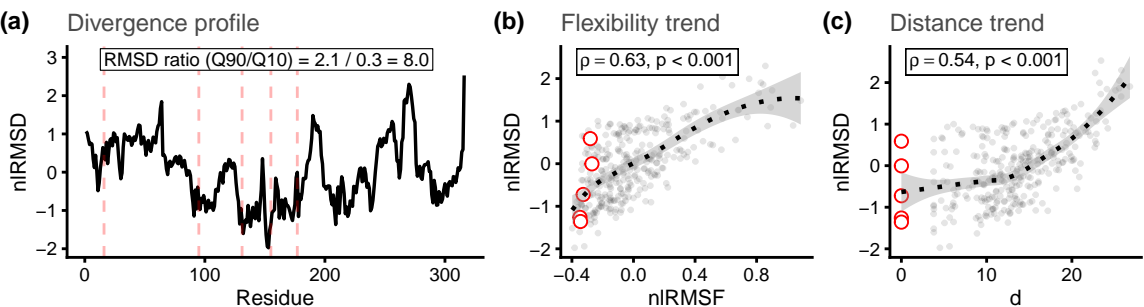 (a) Divergence profile
RMSD ratio (Q90/Q10) = 2.1 / 0.3 = 8.0
nlRMSD
3
2
1
0
−1
−2
0 100 200 300
Residue
(b) Flexibility trend
ρ = 0.63, p < 0.001
nlRMSD
2
1
0
−1
−2
−0.4 0.0 0.4 0.8
nlRMSF
(c) Distance trend
ρ = 0.54, p < 0.001
nlRMSD
2
1
0
−1
−2
0 10 20
d